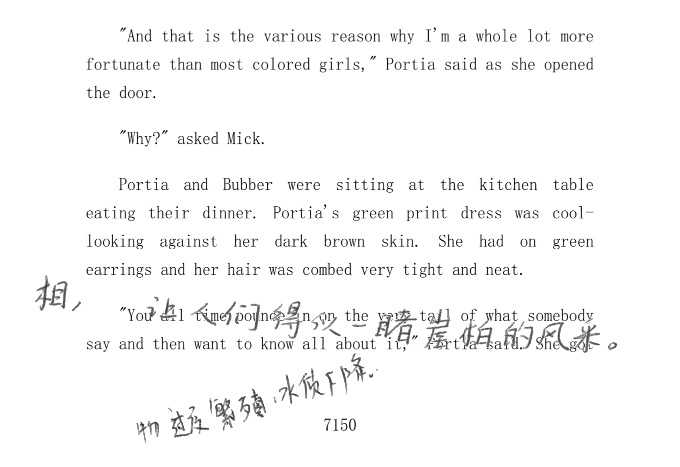 "And that is the various reason why I'm a whole lot more
fortunate than most colored girls," Portia said as she opened
the door.
"Why?" asked Mick.
Portia and Bubber were sitting at the kitchen table
eating their dinner. Portia's green print dress was cool-
looking against her dark brown skin. She had on green
earrings and her hair was combed very tight and neat.
相,
让人们得以一睹岸怕的风采。
"You all time pounce in on the very tail of what somebody
say and then want to know all about it," Portia said. She got
物过度繁殖,水质下降.
7150